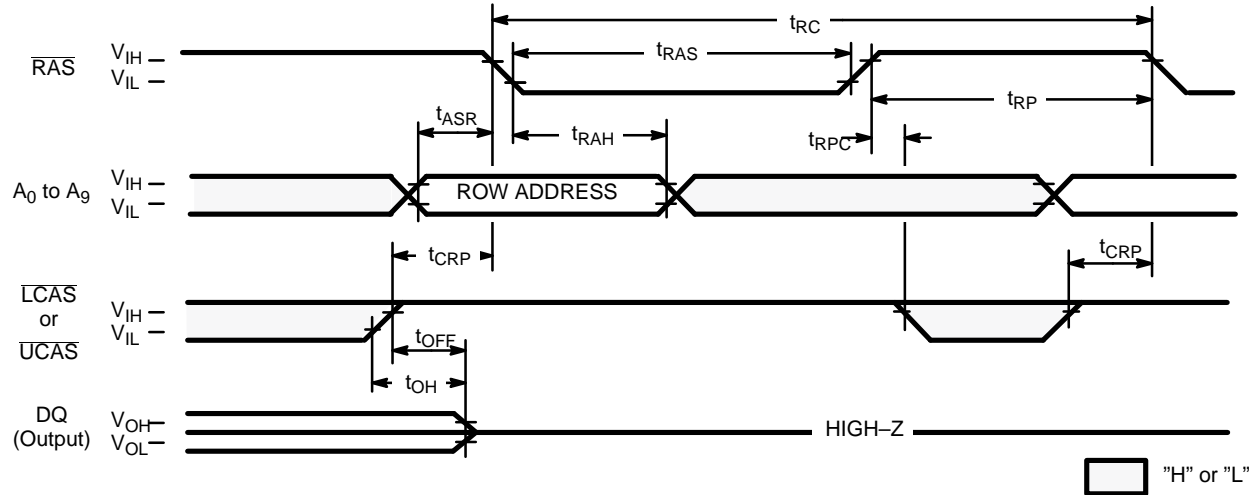 tRC
RAS
VIH
VIL
tRAS
tRP
tASR
tRAH
tRPC
A0 to A9
VIH
VIL
ROW ADDRESS
tCRP
tCRP
LCAS
or
UCAS
VIH
VIL
tOFF
tOH
DQ
(Output)
VOH
VOL
HIGH–Z
"H" or "L"